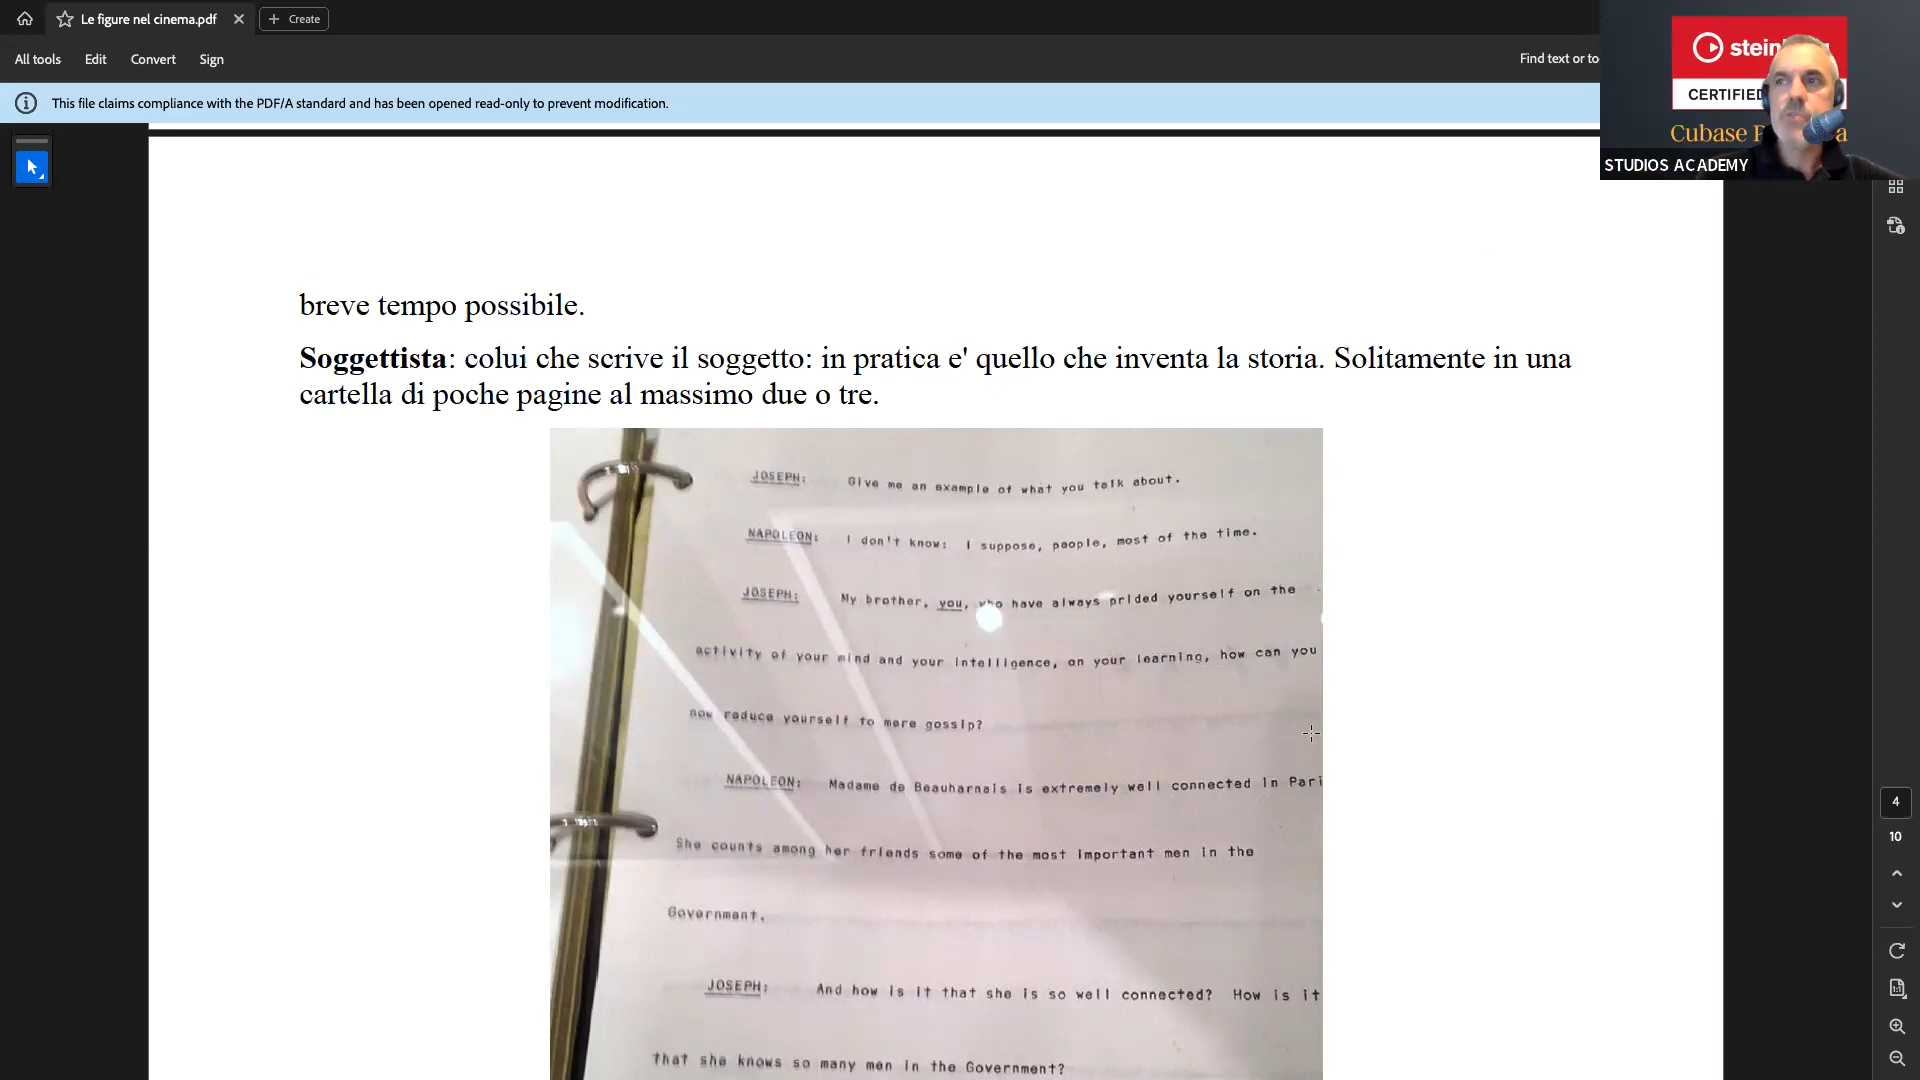 Le figure nel cinema.pdf
Create
All tools Edit Convert Sign
Find text or to
This file claims compliance with the PDF/A standard and has been opened read-only to prevent modification.
CERTIFIED
Cubase
STUDIOS ACADEMY
breve tempo possibile.
Soggettista: colui che scrive il soggetto: in pratica e' quello che inventa la storia. Solitamente in una
cartella di poche pagine al massimo due o tre.
JOSEPH: Give me an example of what you talk about.
NAPOLEON: I don't know: I suppose, people, most of the time.
JOSEPH: My brother, you, who have always prided yourself on the
activity of your mind and your intelligence, on your learning, how can you
now reduce yourself to mere gossip?
NAPOLEON: Madame de Beauharnais is extremely well connected in Pari
She counts among her friends some of the most important men in the
Government.
JOSEPH: And how is it that she is so well connected? How is it
that she knows so many men in the Government?
4
10